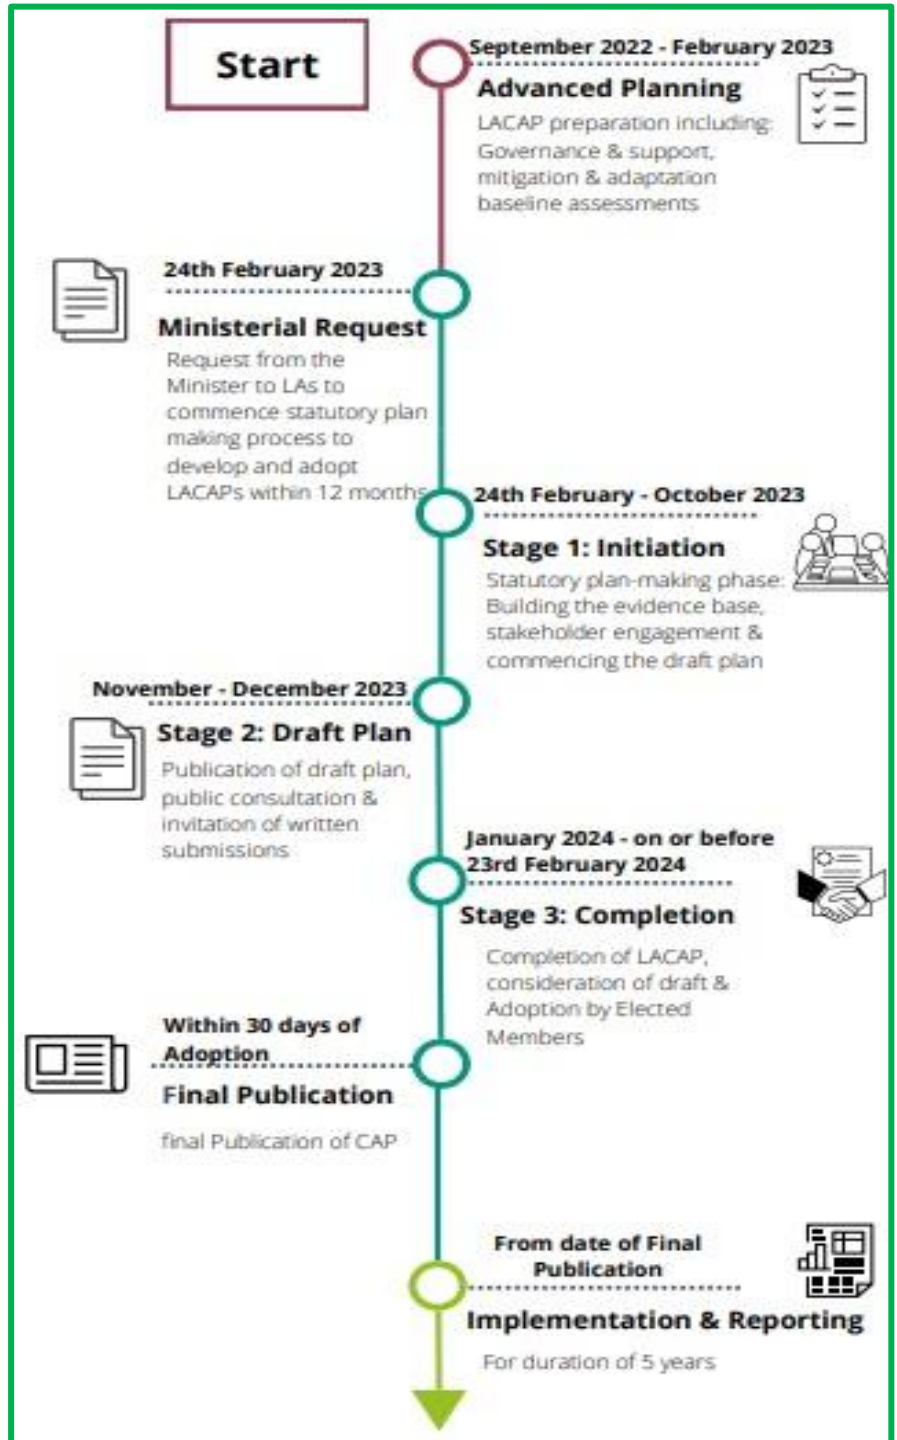 Start
September 2022 - February 2023
Advanced Planning
LACAP preparation including:
Governance & support,
mitigation & adaptation
baseline assessments
24th February 2023
Ministerial Request
Request from the
Minister to LAs to
commence statutory plan
making process to
develop and adopt
LACAPs within 12 months
24th February - October 2023
Stage 1: Initiation
Statutory plan-making phase:
Building the evidence base,
stakeholder engagement &
commencing the draft plan
November - December 2023
Stage 2: Draft Plan
Publication of draft plan,
public consultation &
invitation of written
submissions
January 2024 - on or before
23rd February 2024
Stage 3: Completion
Completion of LACAP,
consideration of draft &
Adoption by Elected
Members
Within 30 days of
Adoption
Final Publication
final Publication of CAP
From date of Final
Publication
Implementation & Reporting
For duration of 5 years